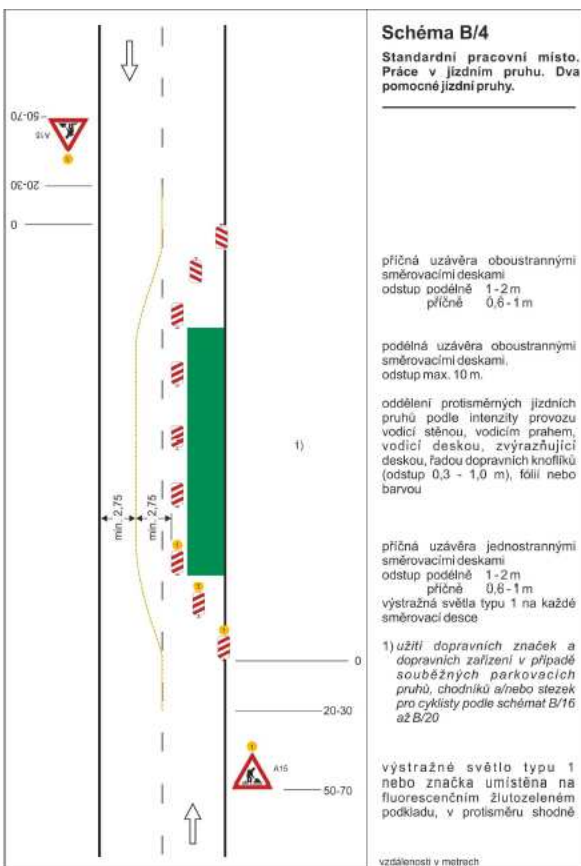 Schéma B/4
Standardní pracovní místo.
Práce v jízdním pruhu. Dva
pomocné jízdní pruhy.
50-70
A15
1
20-30
0
příčná uzávěra oboustrannými
směrovacími deskami
odstup podélně 1-2 m
příčně 0,6-1 m
podélná uzávěra oboustrannými
směrovacími deskami.
odstup max. 10 m.
1)
oddělení protisměrných jízdních
pruhů podle intenzity provozu
vodicí stěnou, vodicím prahem,
vodicí deskou, zvýrazňující
deskou, řadou dopravních knoflíků
(odstup 0,3 - 1,0 m), fólií nebo
barvou
min. 2,75
min. 2,75
příčná uzávěra jednostrannými
směrovacími deskami
odstup podélně 1-2 m
příčně 0,6-1 m
výstražná světla typu 1 na každé
směrovací desce
1
1
1
0
1) užití dopravních značek a
dopravních zařízení v případě
souběžných parkovacích
pruhů, chodníků a/nebo stezek
pro cyklisty podle schémat B/16
až B/20
20-30
1
A15
50-70
výstražné světlo typu 1
nebo značka umístěna na
fluorescenčním žlutozeleném
podkladu, v protisměru shodně
vzdálenosti v metrech